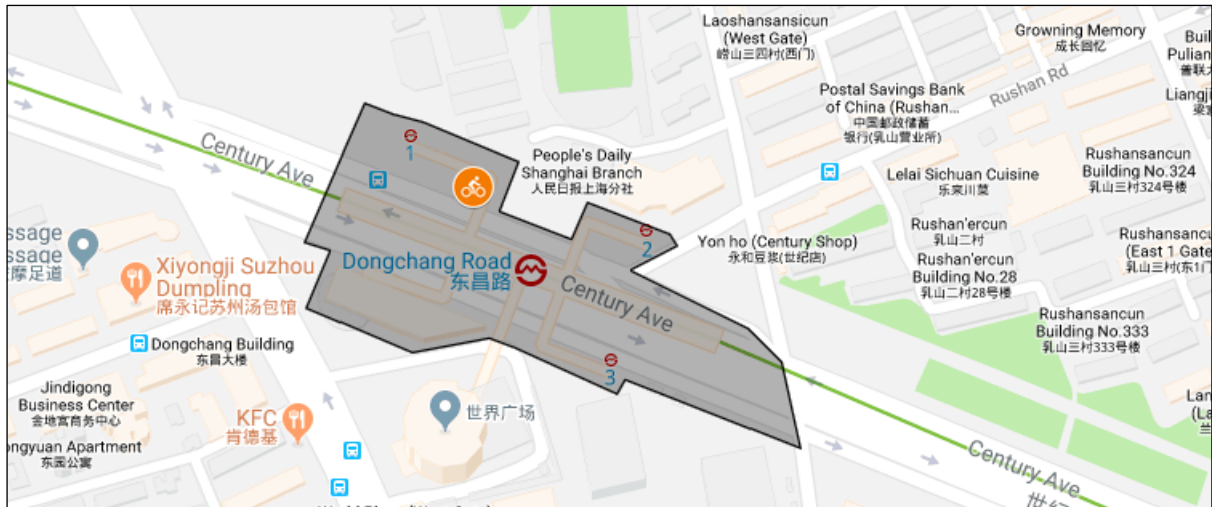 Laoshansansicun
(West Gate)
崂山三四村(西门)
Growning Memory
成长回忆
Postal Savings Bank
of China (Rushan...
中国邮政储蓄
银行(乳山营业所)
Rushan Rd
Century Ave
1
People's Daily
Shanghai Branch
人民日报上海分社
Lelai Sichuan Cuisine
乐来川菜
Rushansancun
Building No.324
乳山三村324号楼
Rushan'ercun
乳山二村
Rushan'ercun
Building No.28
乳山二村28号楼
2
Yon ho (Century Shop)
永和豆浆(世纪店)
(East 1 Gate
乳山三村(东1门
Dongchang Road
东昌路
Century Ave
Xiyongji Suzhou
Dumpling
席永记苏州汤包馆
摩足道
Rushansancun
Building No.333
乳山三村333号楼
Dongchang Building
东昌大楼
3
Jindigong
Business Center
金地宫商务中心
KFC
肯德基
世界广场
ongyuan Apartment
东园公寓
Century Ave
世纪